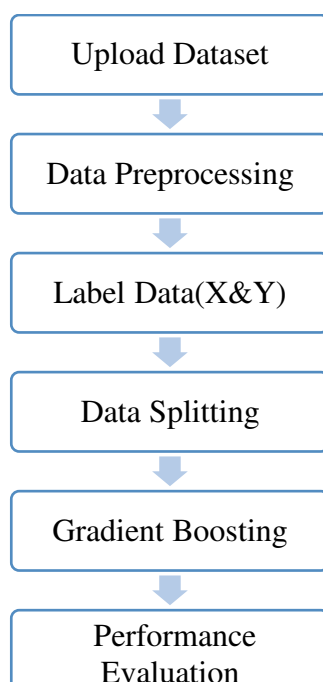 Upload Dataset
Data Preprocessing
Label Data(X&Y)
Data Splitting
Gradient Boosting
Performance
Evaluation